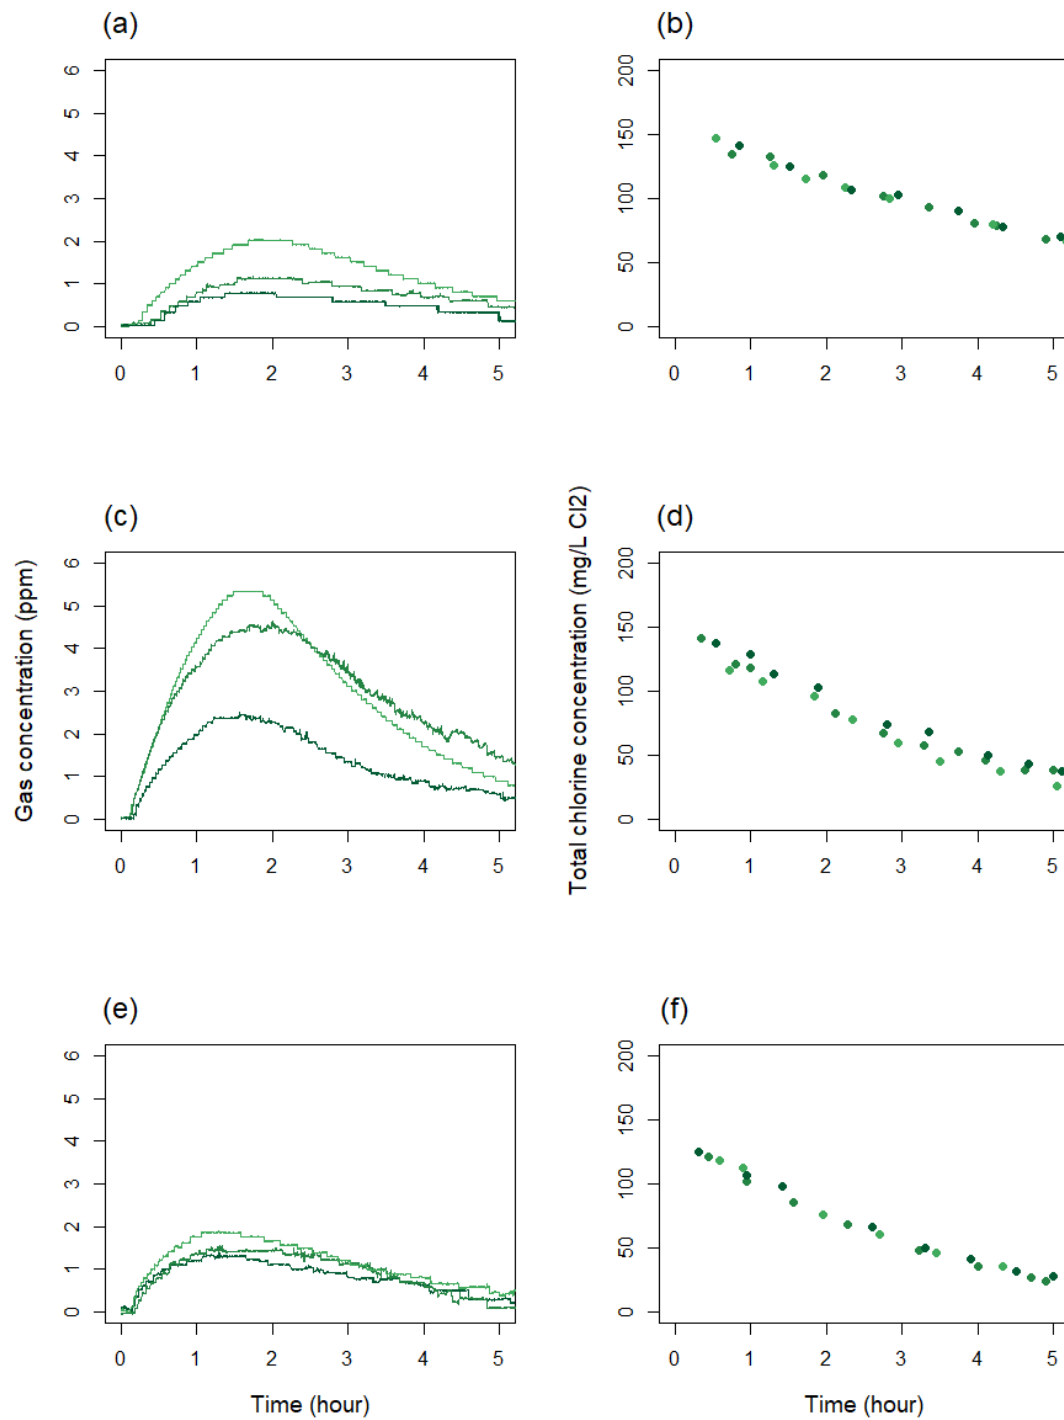 (a)
(b)
6
5
4
3
2
1
0
0 1 2 3 4 5
200
150
100
50
0
0 1 2 3 4 5
(c)
(d)
Gas concentration (ppm)
6
5
4
3
2
1
0
0 1 2 3 4 5
Total chlorine concentration (mg/L Cl2)
200
150
100
50
0
0 1 2 3 4 5
(e)
(f)
6
5
4
3
2
1
0
0 1 2 3 4 5
Time (hour)
200
150
100
50
0
0 1 2 3 4 5
Time (hour)